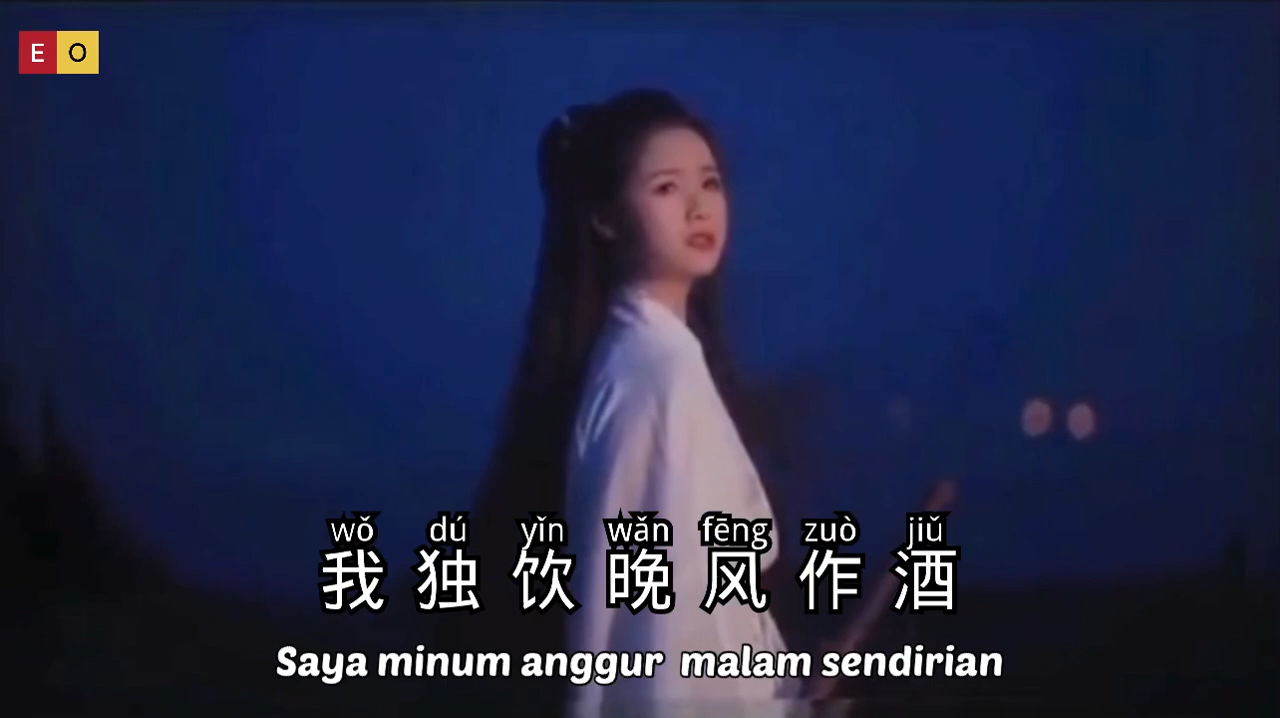 E O
wǒ dú yǐn wǎn fēng zuò jiǔ
我独饮晚风作酒
Saya minum anggur malam sendirian